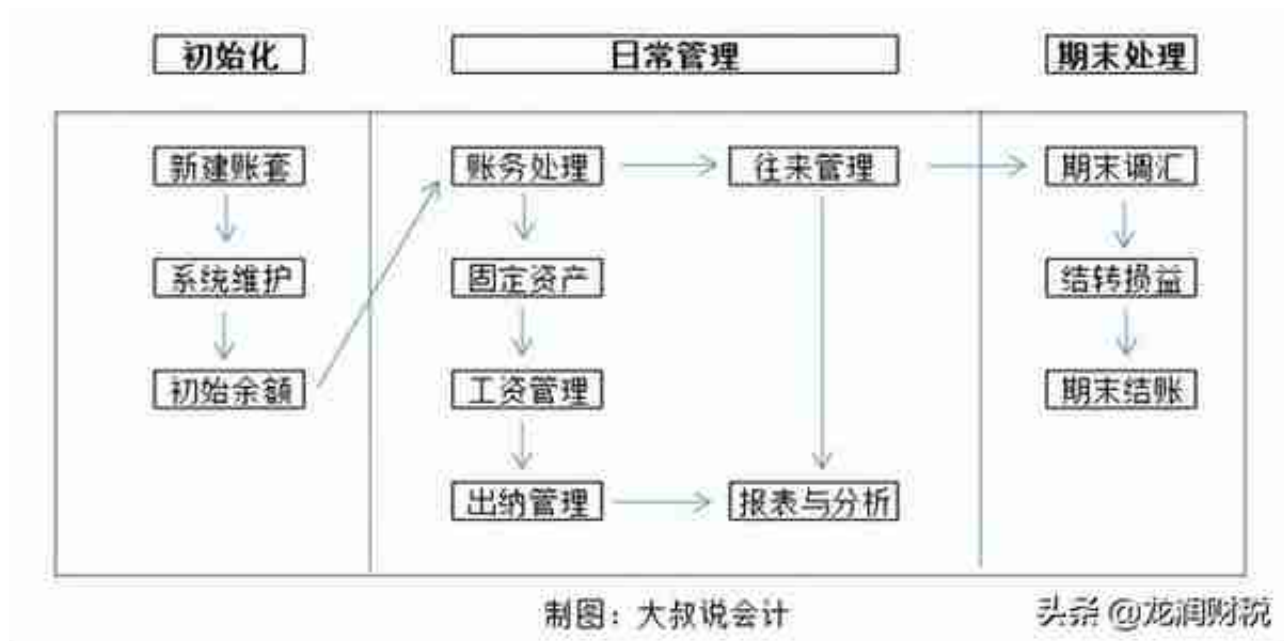 初始化 日常管理 期末处理
新建账套 账务处理 往来管理 期末调汇
系统维护 固定资产 结转损益
初始余额 工资管理 期末结账
出纳管理 报表与分析
制图：大叔说会计 头条 @龙润财税